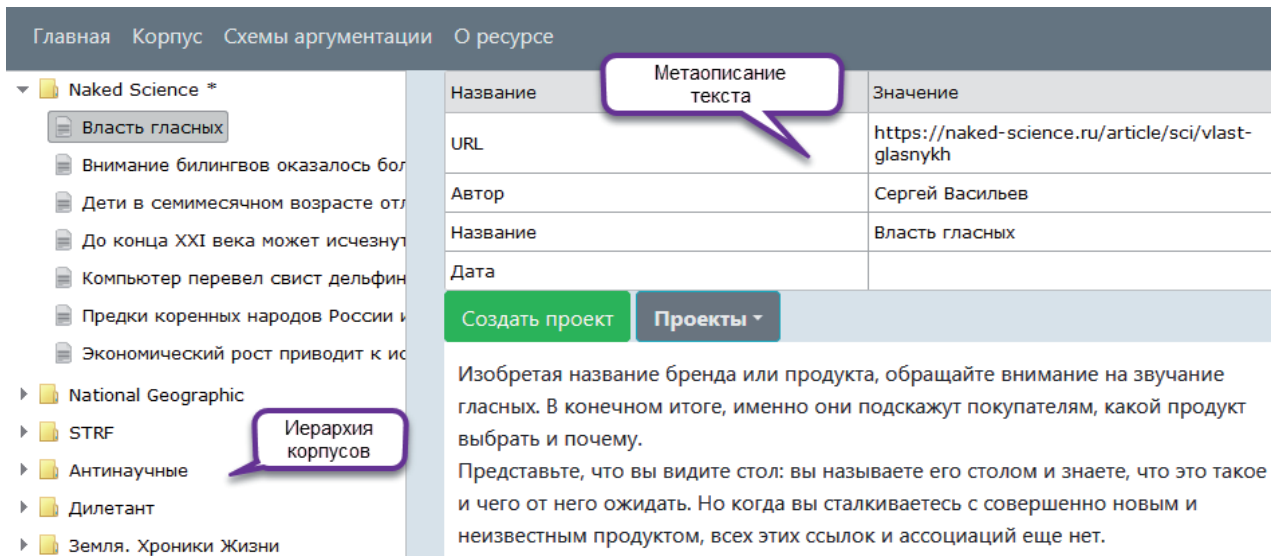 Главная Корпус Схемы аргументации О ресурсе
Naked Science *
Власть гласных
Внимание билингвов оказалось бол
Дети в семимесячном возрасте отл
До конца XXI века может исчезнут
Компьютер перевел свист дельфин
Предки коренных народов России и
Экономический рост приводит к ис
National Geographic
STRF
Антинаучные
Дилетант
Земля. Хроники Жизни
Иерархия
корпусов
Метаописание
текста
Название Значение
URL https://naked-science.ru/article/sci/vlast-
glasnykh
Автор Сергей Васильев
Название Власть гласных
Дата
Создать проект Проекты
Изобретая название бренда или продукта, обращайте внимание на звучание
гласных. В конечном итоге, именно они подскажут покупателям, какой продукт
выбрать и почему.
Представьте, что вы видите стол: вы называете его столом и знаете, что это такое
и чего от него ожидать. Но когда вы сталкиваетесь с совершенно новым и
неизвестным продуктом, всех этих ссылок и ассоциаций еще нет.